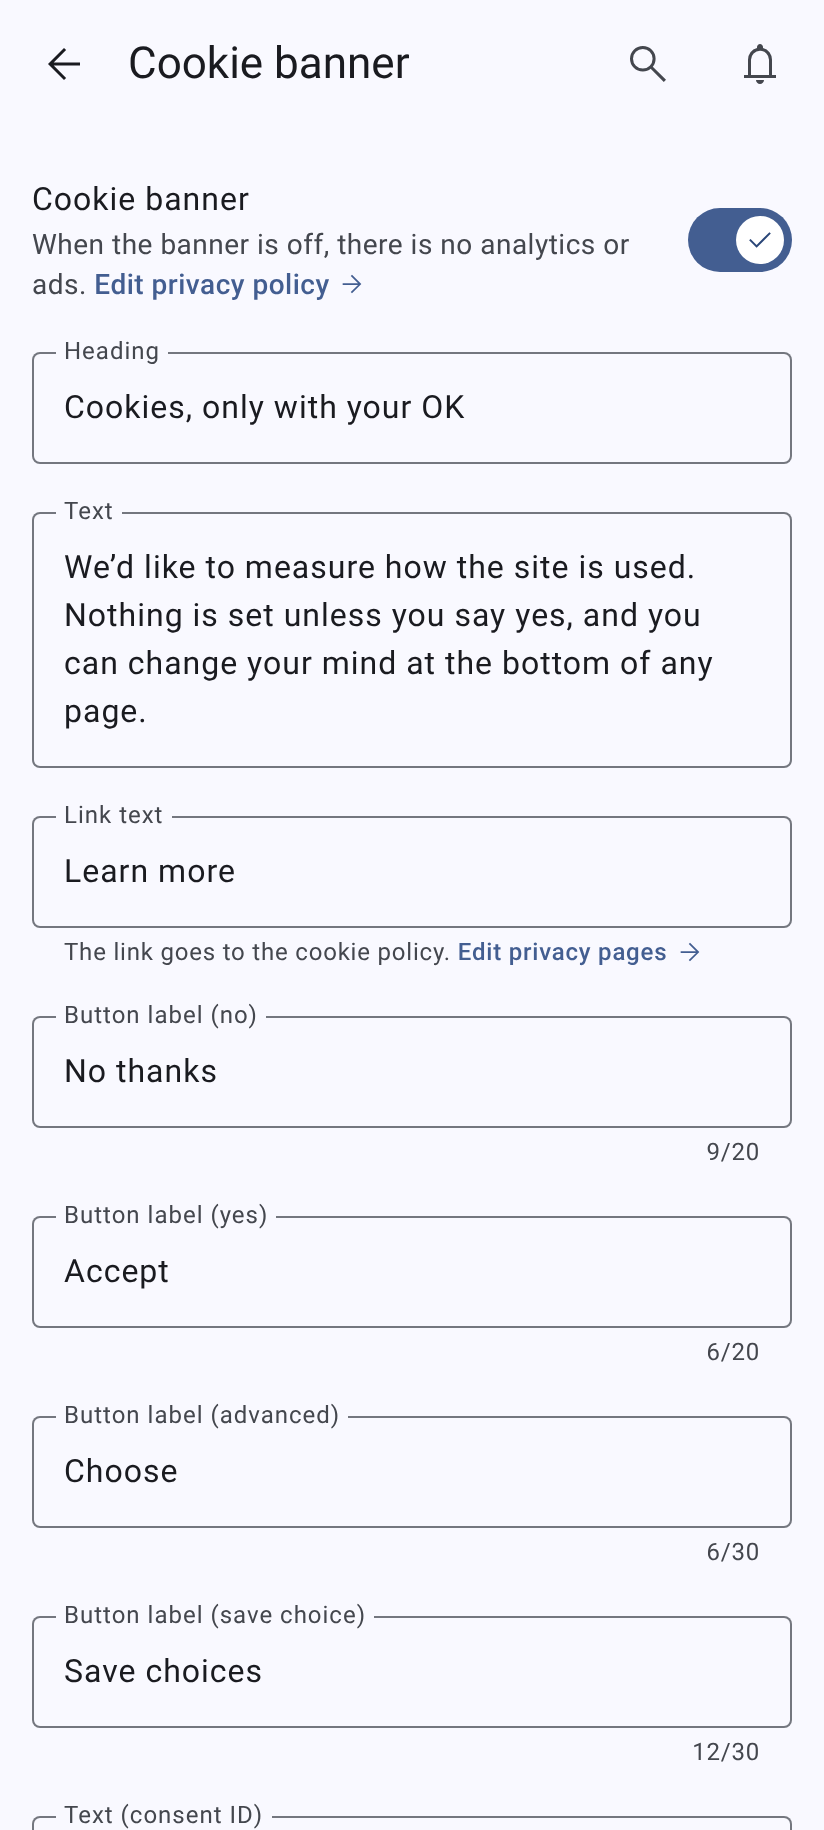 Cookie banner
Cookie banner
When the banner is off, there is no analytics or
ads. Edit privacy policy →
Heading
Cookies, only with your OK
Text
We’d like to measure how the site is used.
Nothing is set unless you say yes, and you
can change your mind at the bottom of any
page.
Link text
Learn more
The link goes to the cookie policy. Edit privacy pages →
Button label (no)
No thanks
9/20
Button label (yes)
Accept
6/20
Button label (advanced)
Choose
6/30
Button label (save choice)
Save choices
12/30
Text (consent ID)